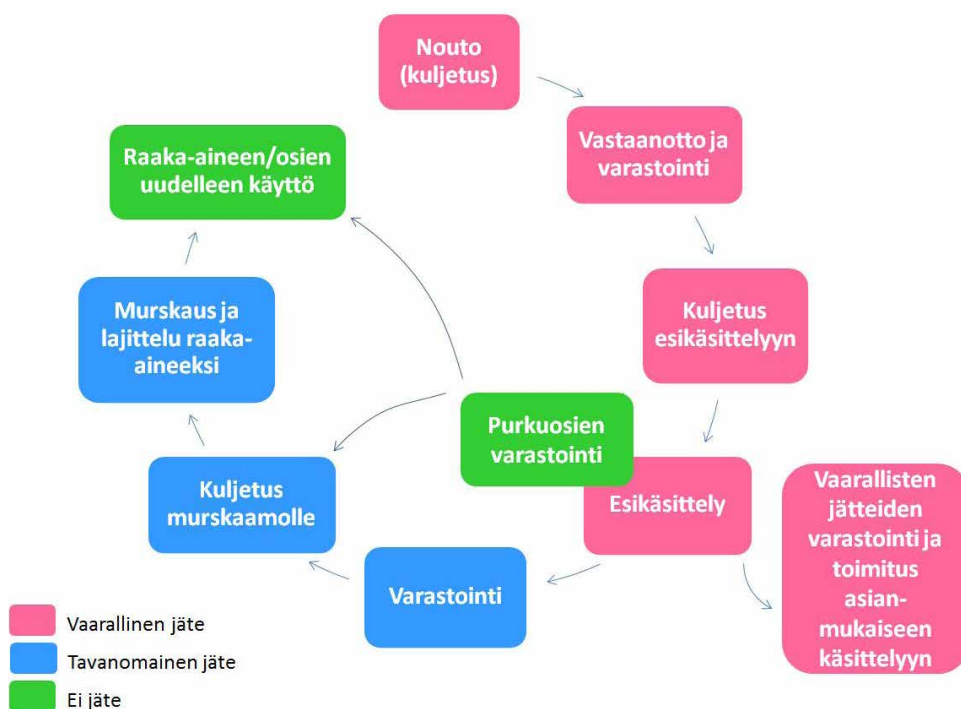 Nouto
(kuljetus)
Vastaanotto ja
varastointi
Kuljetus
esikäsittelyyn
Esikäsittely
Vaarallisten
jätteiden
varastointi ja
toimitus
asian-
mukaiseen
käsittelyyn
Purkuosien
varastointi
Varastointi
Kuljetus
murskaamolle
Murskaus ja
lajittelu raaka-
aineeksi
Raaka-aineen/osien
uudelleen käyttö
Vaarallinen jäte
Tavanomainen jäte
Ei jäte